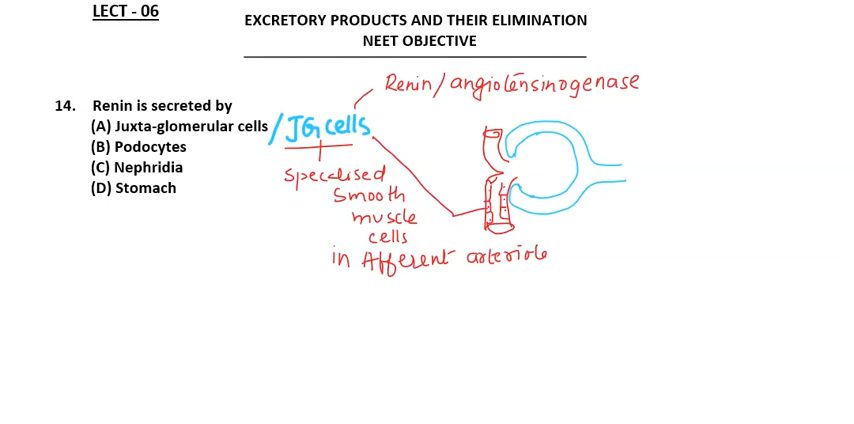 LECT - 06
EXCRETORY PRODUCTS AND THEIR ELIMINATION
NEET OBJECTIVE
Renin/angiotensinogenase
14. Renin is secreted by
(A) Juxta-glomerular cells / JG cells
(B) Podocytes
(C) Nephridia
(D) Stomach
specalised
smooth
muscle
cells
in Afferent arteriole